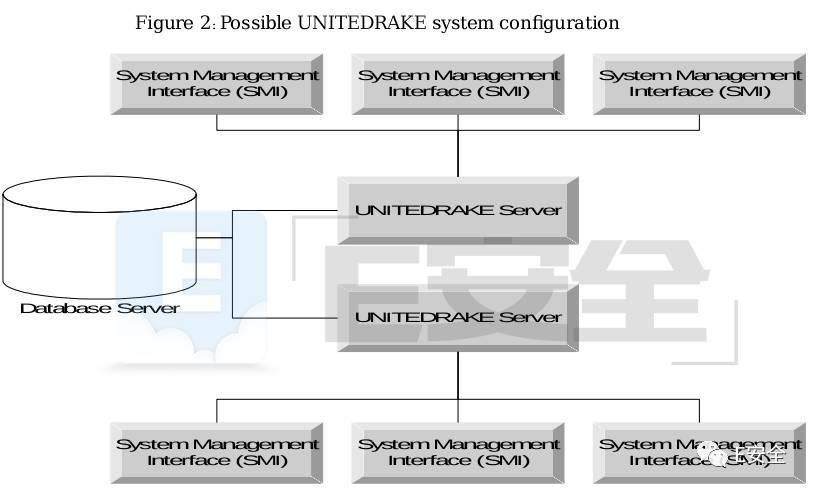 Figure 2: Possible UNITEDRAKE system configuration
System Management
Interface (SMI)
System Management
Interface (SMI)
System Management
Interface (SMI)
UNITEDRAKE Server
E安全
Database Server
UNITEDRAKE Server
System Management
Interface (SMI)
System Management
Interface (SMI)
System Management
Interface (SMI)
E安全